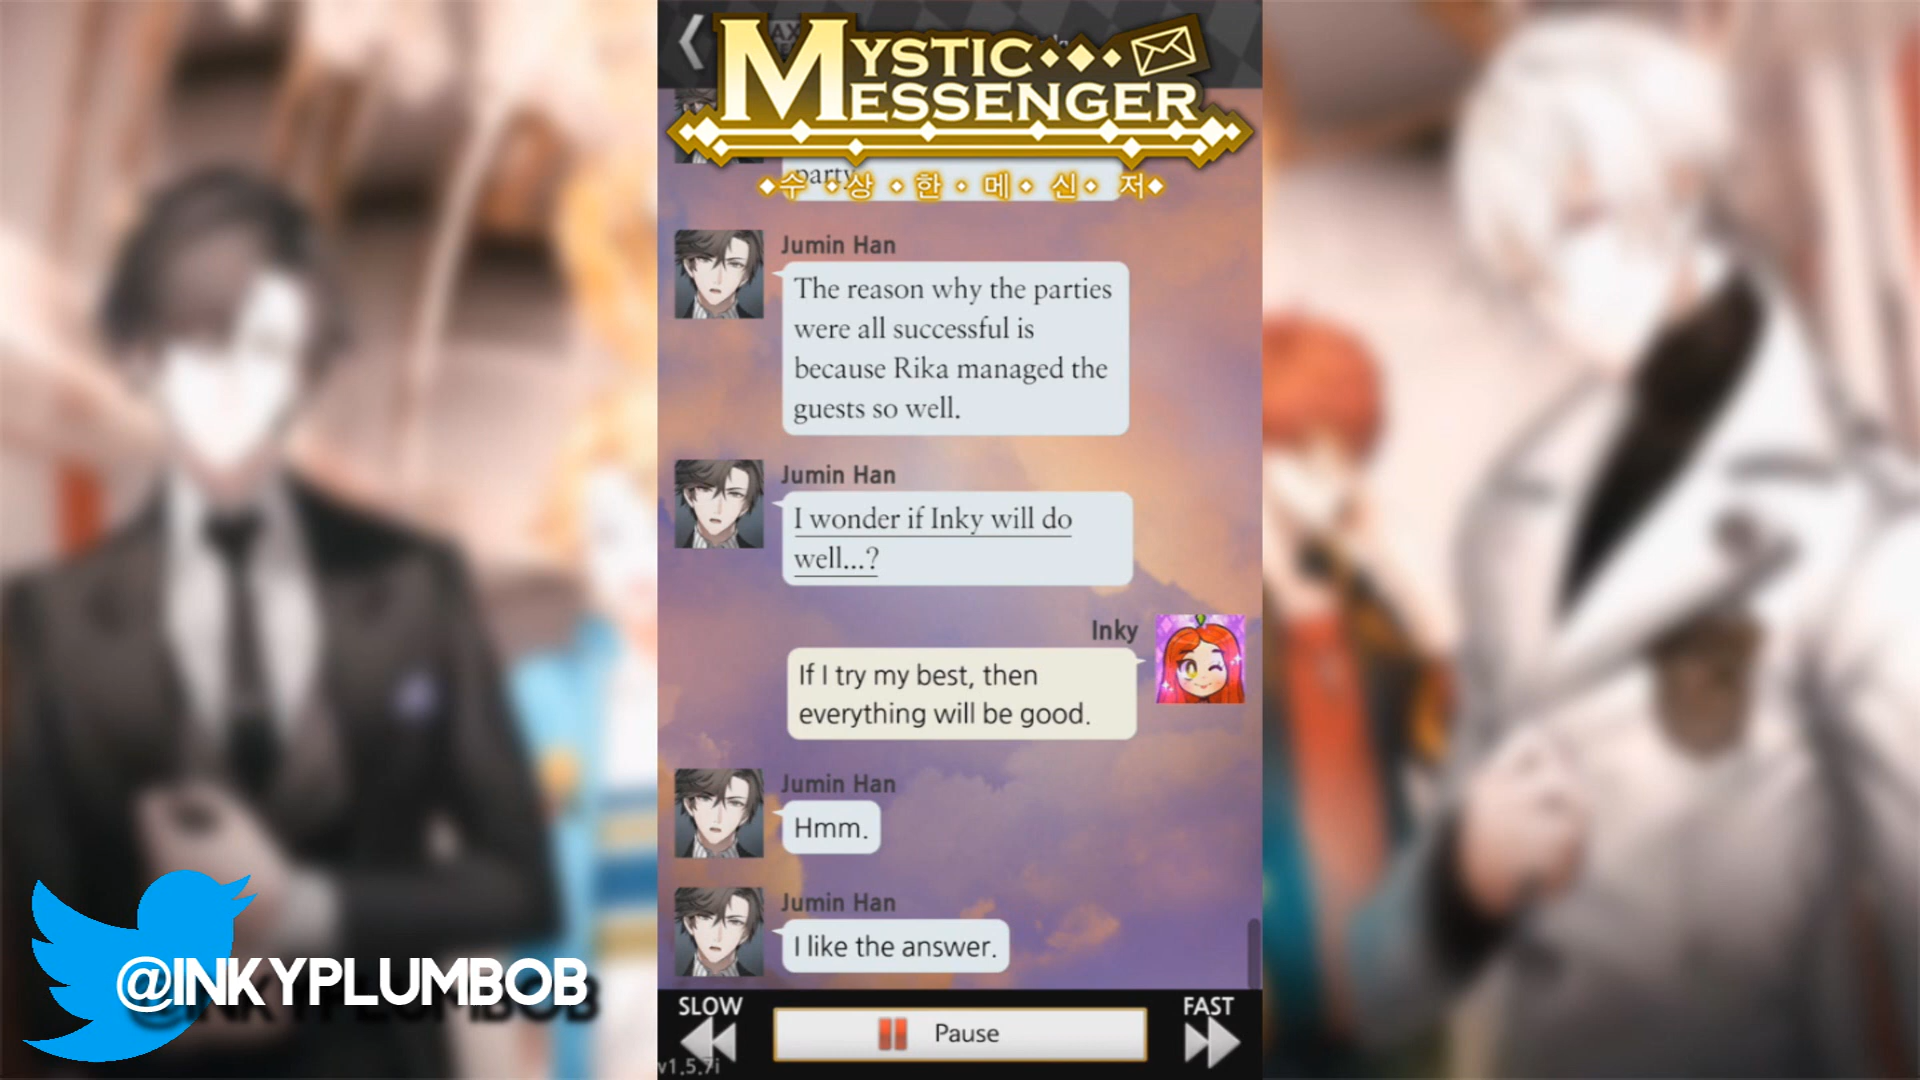 MYSTIC
MESSENGER
수상한메신저
party
Jumin Han
The reason why the parties
were all successful is
because Rika managed the
guests so well.
Jumin Han
I wonder if Inky will do
well...?
Inky
If I try my best, then
everything will be good.
Jumin Han
Hmm.
Jumin Han
I like the answer.
SLOW
Pause
FAST
v1.5.7i
@INKYPLUMBOB